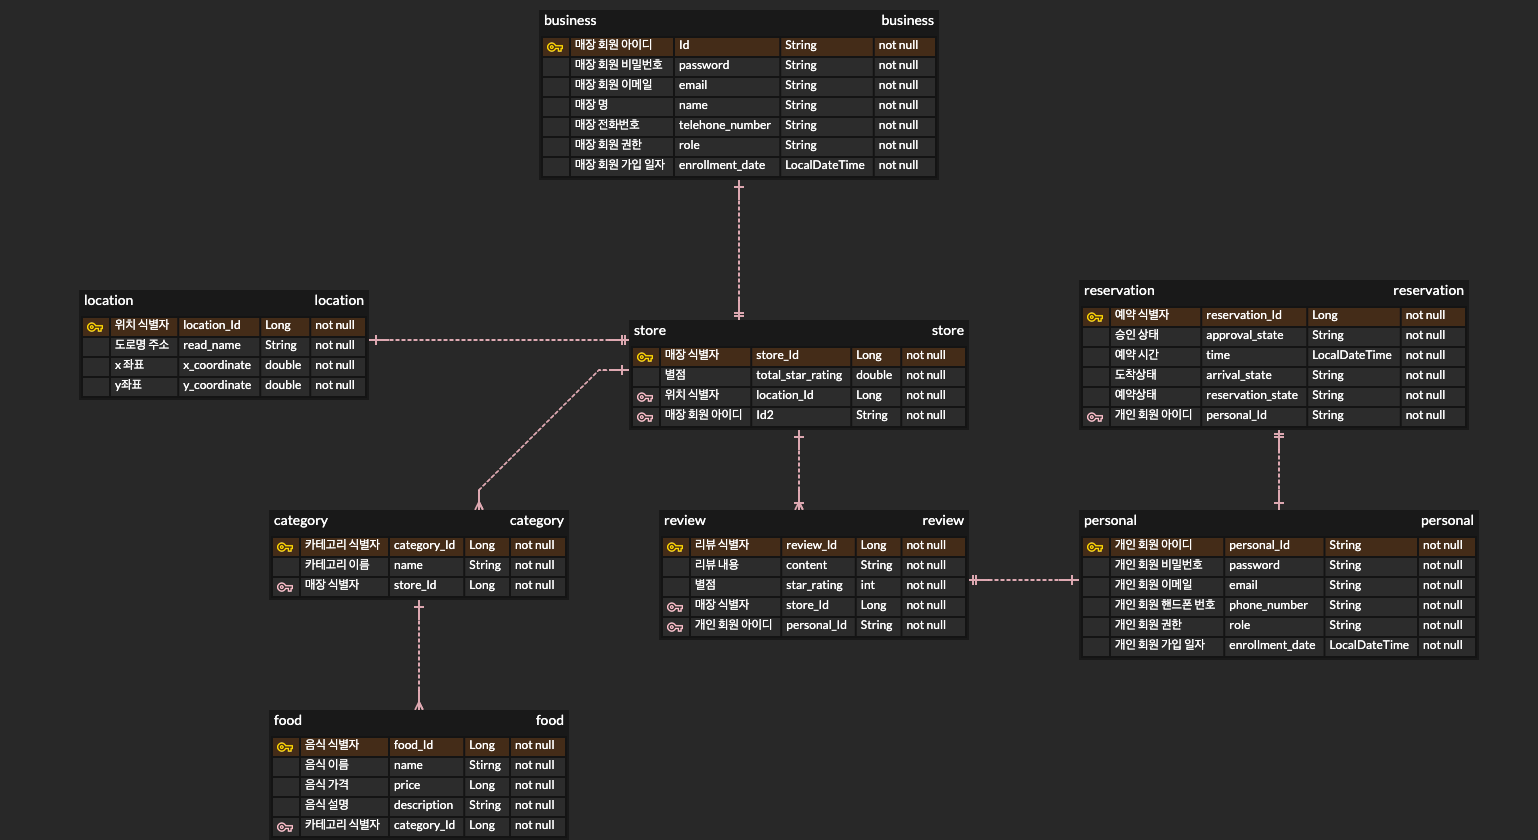 business business
매장 회원 아이디 Id String not null
매장 회원 비밀번호 password String not null
매장 회원 이메일 email String not null
매장 명 name String not null
매장 전화번호 telehone_number String not null
매장 회원 권한 role String not null
매장 회원 가입 일자 enrollment_date LocalDateTime not null
location location
위치 식별자 location_Id Long not null
도로명 주소 read_name String not null
x 좌표 x_coordinate double not null
y좌표 y_coordinate double not null
store store
매장 식별자 store_Id Long not null
별점 total_star_rating double not null
위치 식별자 location_Id Long not null
매장 회원 아이디 Id2 String not null
reservation reservation
예약 식별자 reservation_Id Long not null
승인 상태 approval_state String not null
예약 시간 time LocalDateTime not null
도착상태 arrival_state String not null
예약상태 reservation_state String not null
개인 회원 아이디 personal_Id String not null
category category
카테고리 식별자 category_Id Long not null
카테고리 이름 name String not null
매장 식별자 store_Id Long not null
review review
리뷰 식별자 review_Id Long not null
리뷰 내용 content String not null
별점 star_rating int not null
매장 식별자 store_Id Long not null
개인 회원 아이디 personal_Id String not null
personal personal
개인 회원 아이디 personal_Id String not null
개인 회원 비밀번호 password String not null
개인 회원 이메일 email String not null
개인 회원 핸드폰 번호 phone_number String not null
개인 회원 권한 role String not null
개인 회원 가입 일자 enrollment_date LocalDateTime not null
food food
음식 식별자 food_Id Long not null
음식 이름 name Stirng not null
음식 가격 price Long not null
음식 설명 description String not null
카테고리 식별자 category_Id Long not null